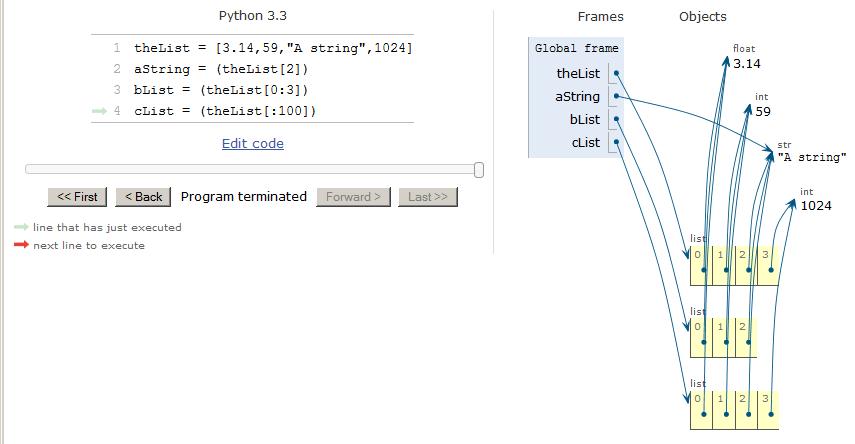 Python 3.3
1 theList = [3.14,59,"A string",1024]
2 aString = (theList[2])
3 bList = (theList[0:3])
4 cList = (theList[:100])
Edit code
<< First
< Back
Program terminated
Forward >
Last >>
line that has just executed
next line to execute
Frames
Objects
Global frame
theList
aString
bList
cList
float
3.14
int
59
str
"A string"
int
1024
list
0 1 2 3
list
0 1 2
list
0 1 2 3